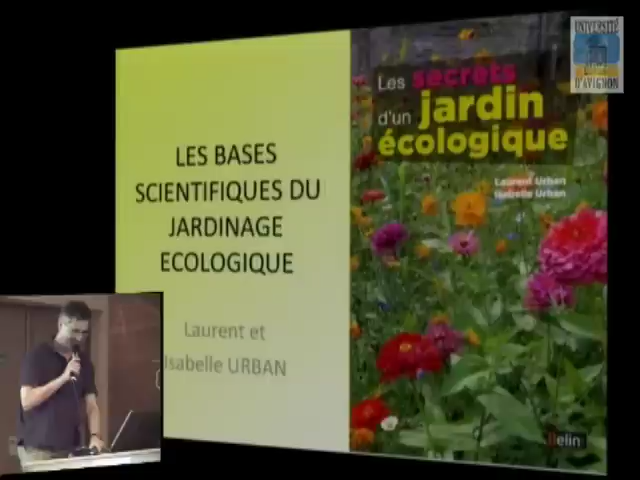 LES BASES
SCIENTIFIQUES DU
JARDINAGE
ECOLOGIQUE
Laurent et
Isabelle URBAN
Les secrets
d'un jardin
écologique
Laurent Urban
Isabelle Urban
Belin
UNIVERSITÉ
D'AVIGNON